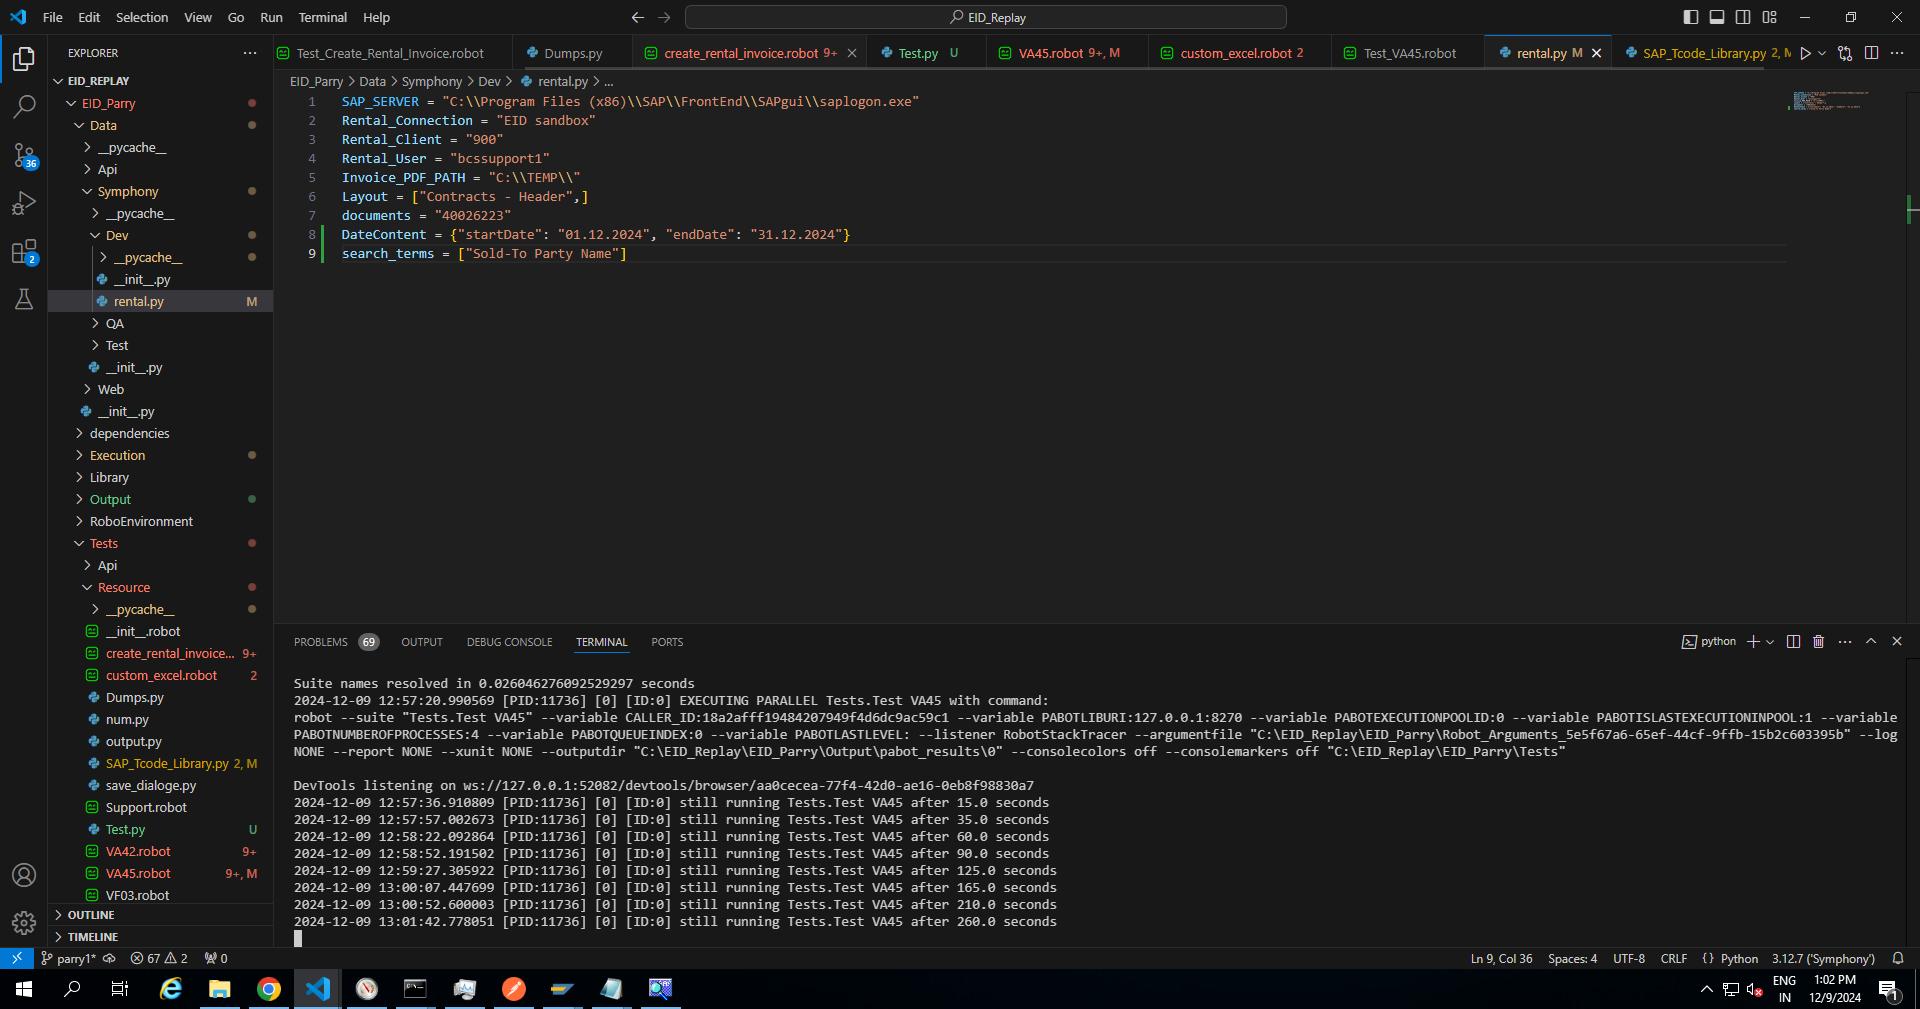 File Edit Selection View Go Run Terminal Help
EID_Replay
EXPLORER
Test_Create_Rental_Invoice.robot Dumps.py create_rental_invoice.robot 9+ Test.py U VA45.robot 9+, M custom_excel.robot 2 Test_VA45.robot rental.py M SAP_Tcode_Library.py 2, M
EID_REPLAY
EID_Parry
Data
__pycache__
Api
Symphony
__pycache__
Dev
__pycache__
__init__.py
rental.py M
QA
Test
__init__.py
Web
__init__.py
dependencies
Execution
Library
Output
RoboEnvironment
Tests
Api
Resource
__pycache__
__init__.robot
create_rental_invoice... 9+
custom_excel.robot 2
Dumps.py
num.py
output.py
SAP_Tcode_Library.py 2, M
save_dialoge.py
Support.robot
Test.py U
VA42.robot 9+
VA45.robot 9+, M
VF03.robot
OUTLINE
TIMELINE
EID_Parry > Data > Symphony > Dev > rental.py > ...
1 SAP_SERVER = "C:\\Program Files (x86)\\SAP\\FrontEnd\\SAPgui\\saplogon.exe"
2 Rental_Connection = "EID sandbox"
3 Rental_Client = "900"
4 Rental_User = "bcssupport1"
5 Invoice_PDF_PATH = "C:\\TEMP\\"
6 Layout = ["Contracts - Header",]
7 documents = "40026223"
8 DateContent = {"startDate": "01.12.2024", "endDate": "31.12.2024"}
9 search_terms = ["Sold-To Party Name"]
PROBLEMS 69 OUTPUT DEBUG CONSOLE TERMINAL PORTS
python
Suite names resolved in 0.026046276092529297 seconds
2024-12-09 12:57:20.990569 [PID:11736] [0] [ID:0] EXECUTING PARALLEL Tests.Test VA45 with command:
robot --suite "Tests.Test VA45" --variable CALLER_ID:18a2afff19484207949f4d6dc9ac59c1 --variable PABOTLIBURI:127.0.0.1:8270 --variable PABOTEXECUTIONPOOLID:0 --variable PABOTISLASTEXECUTIONINPOOL:1 --variable
PABOTNUMBEROFPROCESSES:4 --variable PABOTQUEUEINDEX:0 --variable PABOTLASTLEVEL: --listener RobotStackTracer --argumentfile "C:\EID_Replay\EID_Parry\Robot_Arguments_5e5f67a6-65ef-44cf-9ffb-15b2c603395b" --log
NONE --report NONE --xunit NONE --outputdir "C:\EID_Replay\EID_Parry\Output\pabot_results\0" --consolecolors off --consolemarkers off "C:\EID_Replay\EID_Parry\Tests"
DevTools listening on ws://127.0.0.1:52082/devtools/browser/aa0cecea-77f4-42d0-ae16-0eb8f98830a7
2024-12-09 12:57:36.910809 [PID:11736] [0] [ID:0] still running Tests.Test VA45 after 15.0 seconds
2024-12-09 12:57:57.002673 [PID:11736] [0] [ID:0] still running Tests.Test VA45 after 35.0 seconds
2024-12-09 12:58:22.092864 [PID:11736] [0] [ID:0] still running Tests.Test VA45 after 60.0 seconds
2024-12-09 12:58:52.191502 [PID:11736] [0] [ID:0] still running Tests.Test VA45 after 90.0 seconds
2024-12-09 12:59:27.305922 [PID:11736] [0] [ID:0] still running Tests.Test VA45 after 125.0 seconds
2024-12-09 13:00:07.447699 [PID:11736] [0] [ID:0] still running Tests.Test VA45 after 165.0 seconds
2024-12-09 13:00:52.600003 [PID:11736] [0] [ID:0] still running Tests.Test VA45 after 210.0 seconds
2024-12-09 13:01:42.778051 [PID:11736] [0] [ID:0] still running Tests.Test VA45 after 260.0 seconds
36
2
parry1* 67 2 0
Ln 9, Col 36 Spaces: 4 UTF-8 CRLF { } Python 3.12.7 ('Symphony')
ENG
IN
1:02 PM
12/9/2024
1